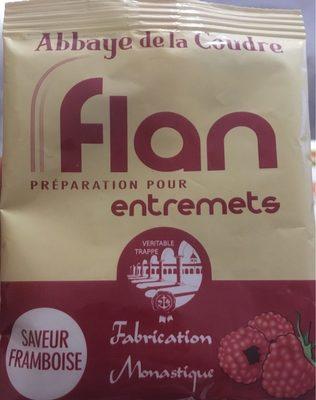 Abbaye de la Coudre
flan
PRÉPARATION POUR
entremets
VERITABLE
TRAPPE
SAVEUR
FRAMBOISE
Fabrication
Monastique